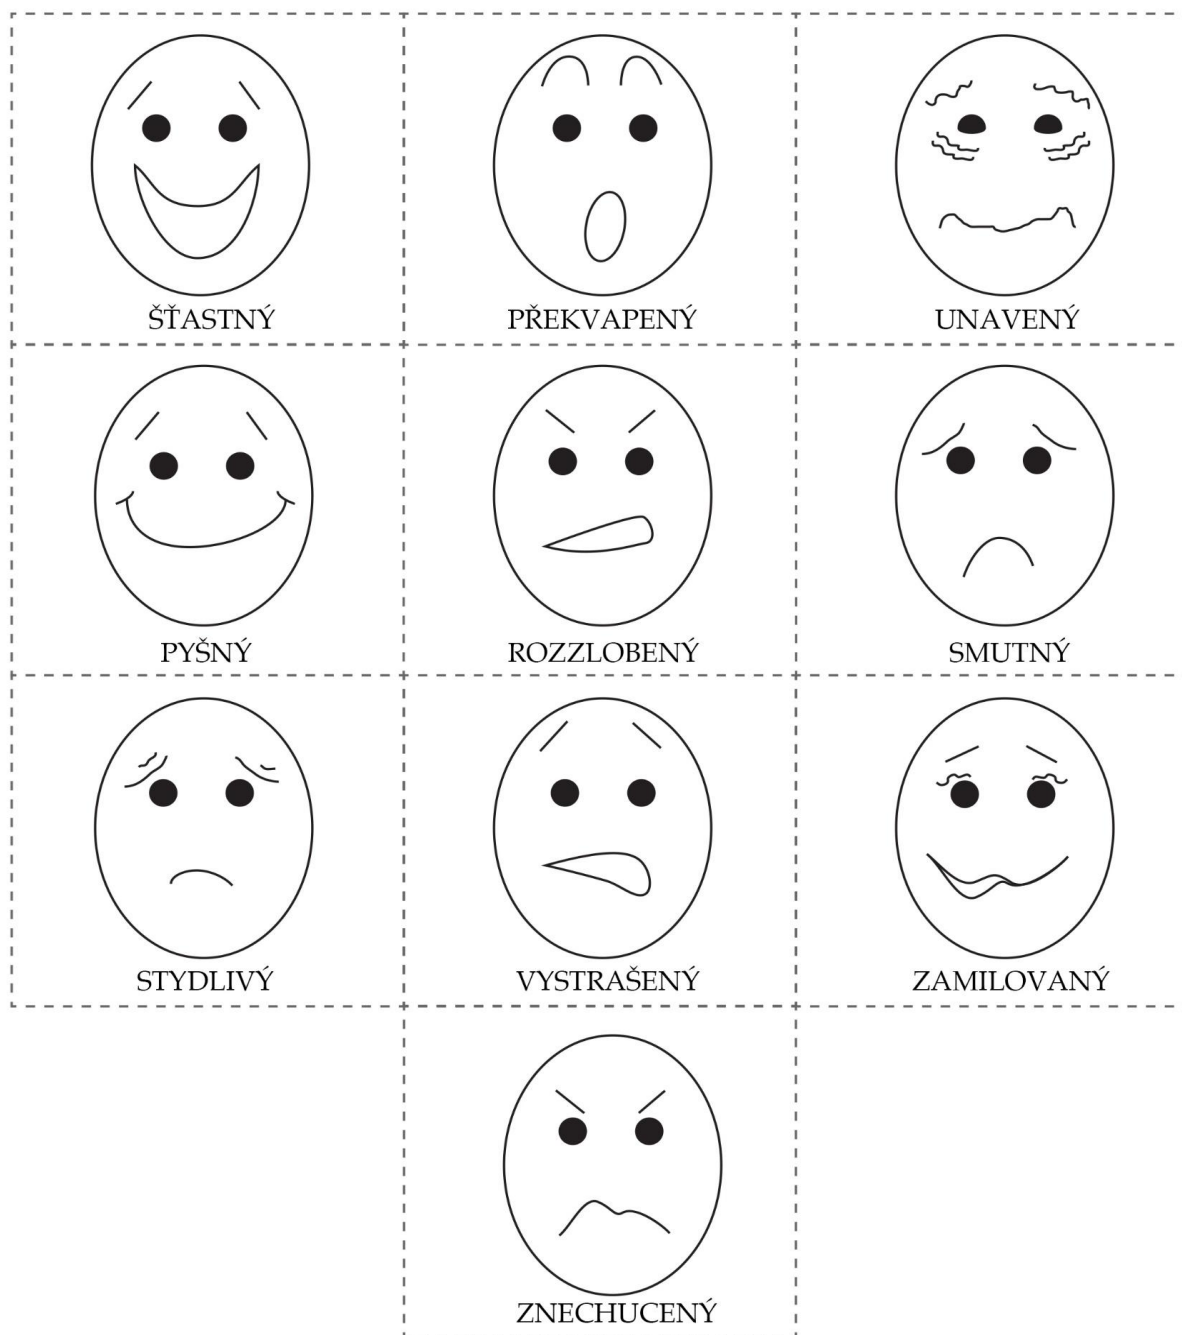 ŠŤASTNÝ
PŘEKVAPENÝ
UNAVENÝ
PYŠNÝ
ROZZLOBENÝ
SMUTNÝ
STYDLIVÝ
VYSTRAŠENÝ
ZAMILOVANÝ
ZNECHUCENÝ